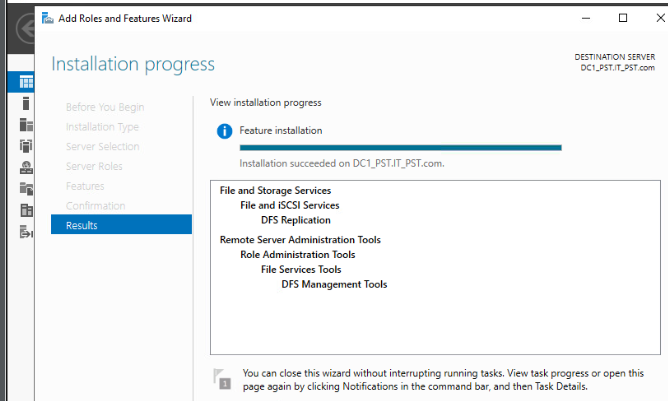 Add Roles and Features Wizard
Installation progress
DESTINATION SERVER
DC1_PST.IT_PST.com
Before You Begin
Installation Type
Server Selection
Server Roles
Features
Confirmation
Results
View installation progress
Feature installation
Installation succeeded on DC1_PST.IT_PST.com.
File and Storage Services
File and iSCSI Services
DFS Replication
Remote Server Administration Tools
Role Administration Tools
File Services Tools
DFS Management Tools
1
You can close this wizard without interrupting running tasks. View task progress or open this
page again by clicking Notifications in the command bar, and then Task Details.